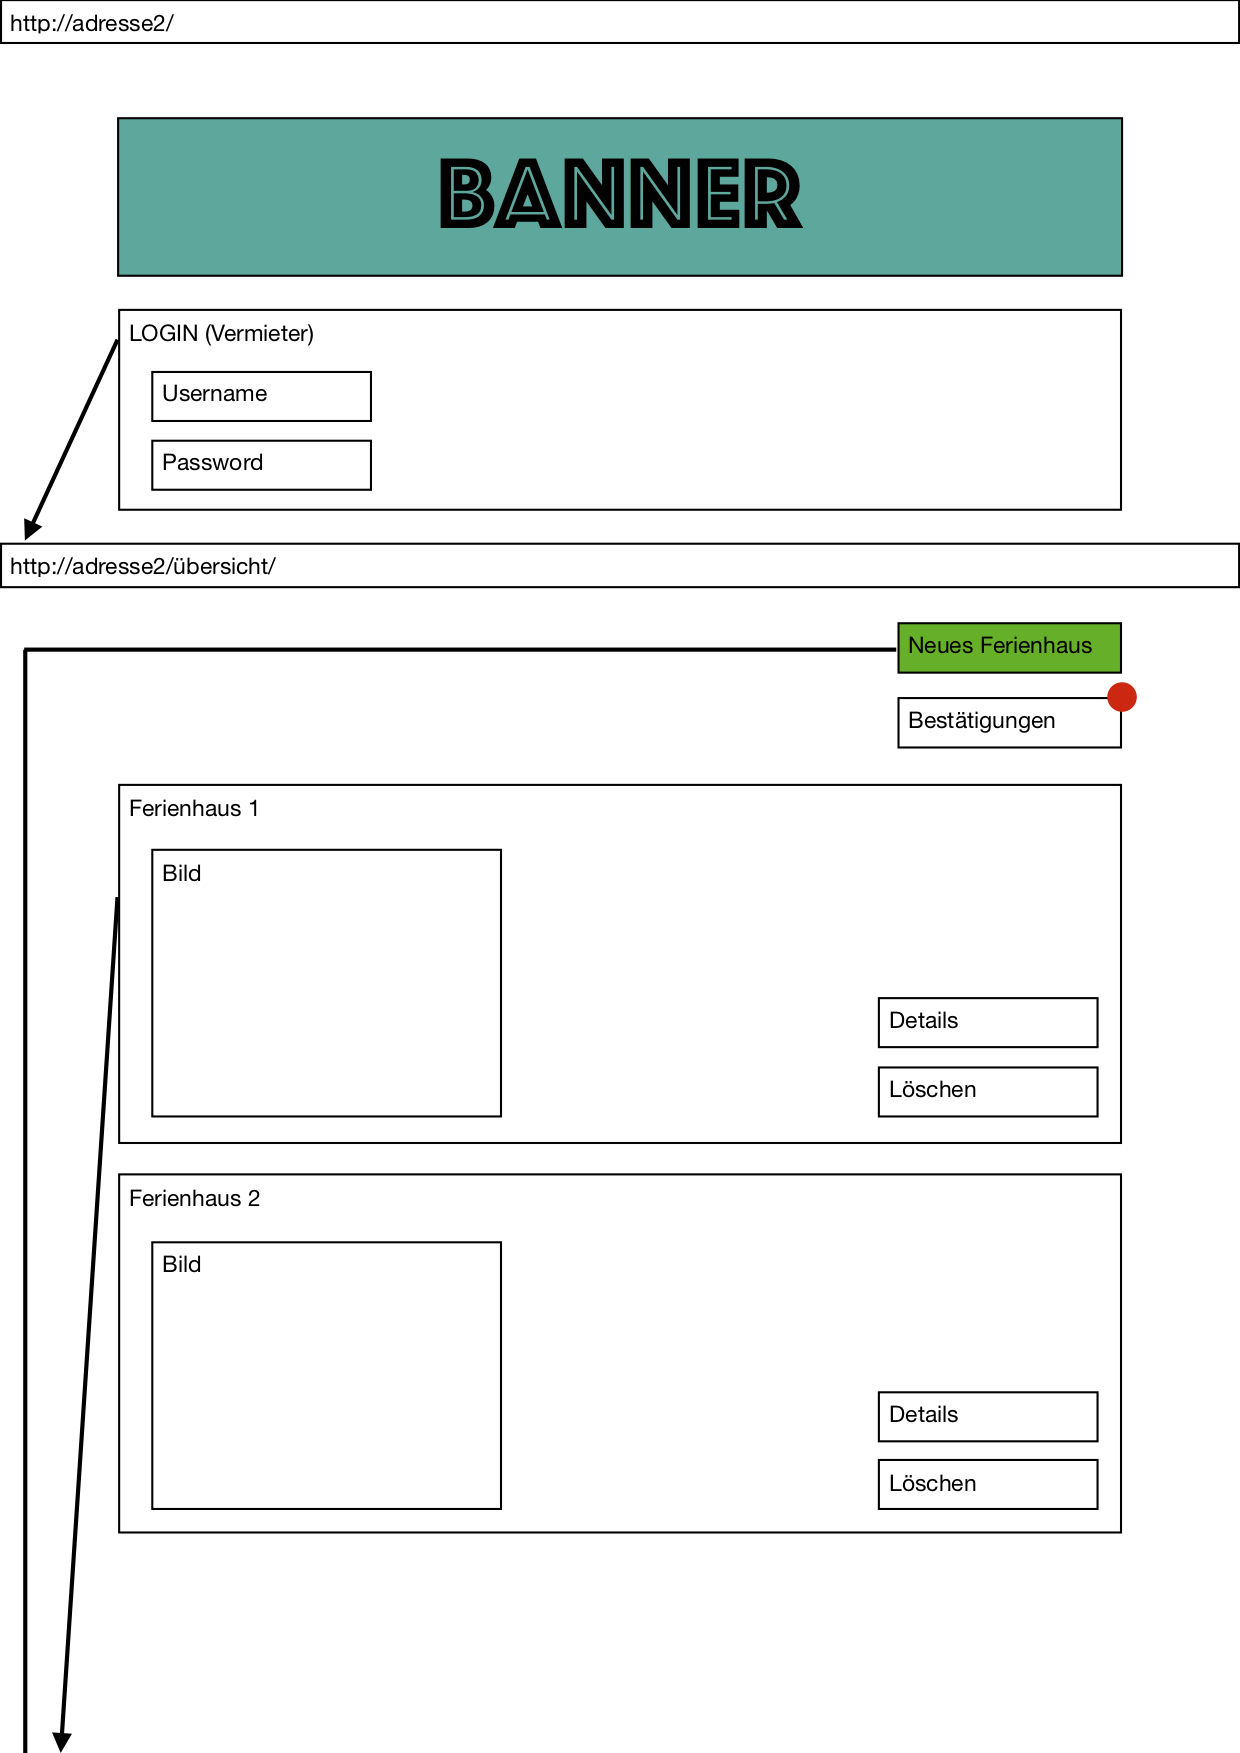 http://adresse2/
BANNER
LOGIN (Vermieter)
Username
Password
http://adresse2/übersicht/
Neues Ferienhaus
Bestätigungen
Ferienhaus 1
Bild
Details
Löschen
Ferienhaus 2
Bild
Details
Löschen